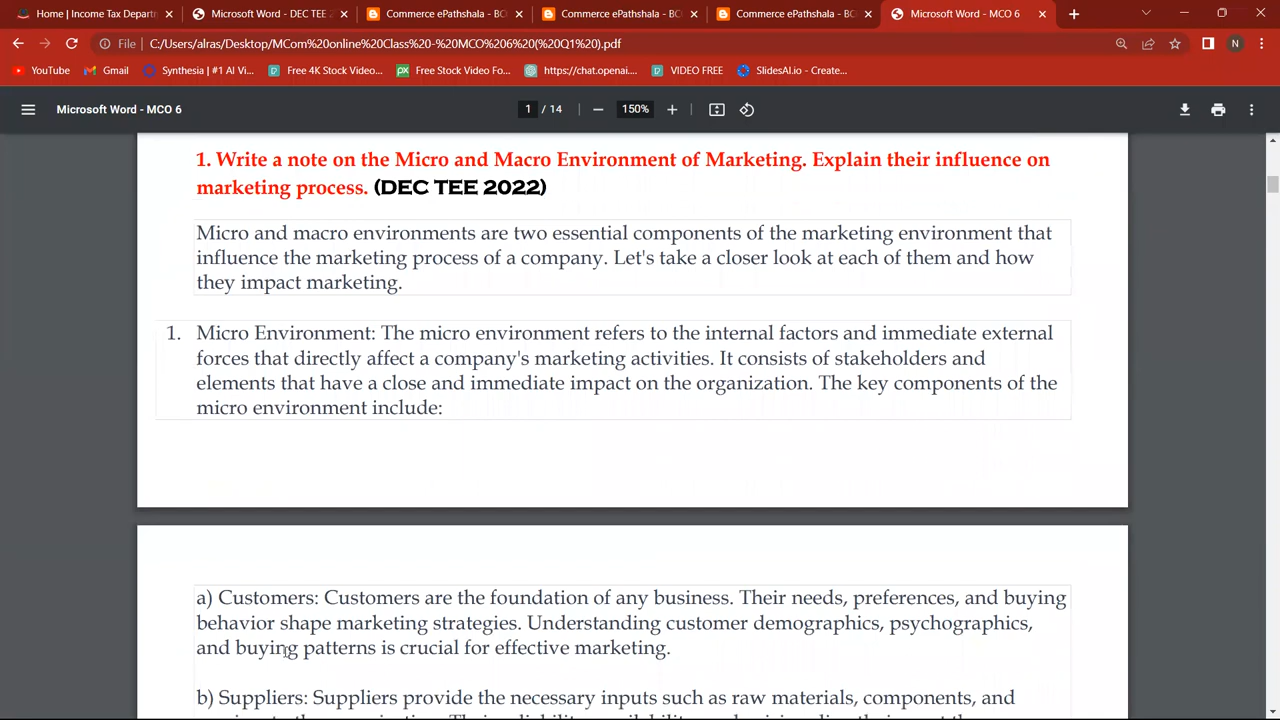 Home | Income Tax Depart
Microsoft Word - DEC TEE 2
Commerce ePathshala - BC
Commerce ePathshala - BC
Commerce ePathshala - BC
Microsoft Word - MCO 6
File | C:/Users/alras/Desktop/MCom%20online%20Class%20-%20MCO%206%20(%20Q1%20).pdf
N
YouTube
Gmail
Synthesia | #1 AI Vi...
Free 4K Stock Video...
Free Stock Video Fo...
https://chat.openai....
VIDEO FREE
SlidesAI.io - Create...
Microsoft Word - MCO 6
1 / 14
150%
1. Write a note on the Micro and Macro Environment of Marketing. Explain their influence on
marketing process. (DEC TEE 2022)
Micro and macro environments are two essential components of the marketing environment that
influence the marketing process of a company. Let's take a closer look at each of them and how
they impact marketing.
1. Micro Environment: The micro environment refers to the internal factors and immediate external
forces that directly affect a company's marketing activities. It consists of stakeholders and
elements that have a close and immediate impact on the organization. The key components of the
micro environment include:
a) Customers: Customers are the foundation of any business. Their needs, preferences, and buying
behavior shape marketing strategies. Understanding customer demographics, psychographics,
and buying patterns is crucial for effective marketing.
b) Suppliers: Suppliers provide the necessary inputs such as raw materials, components, and